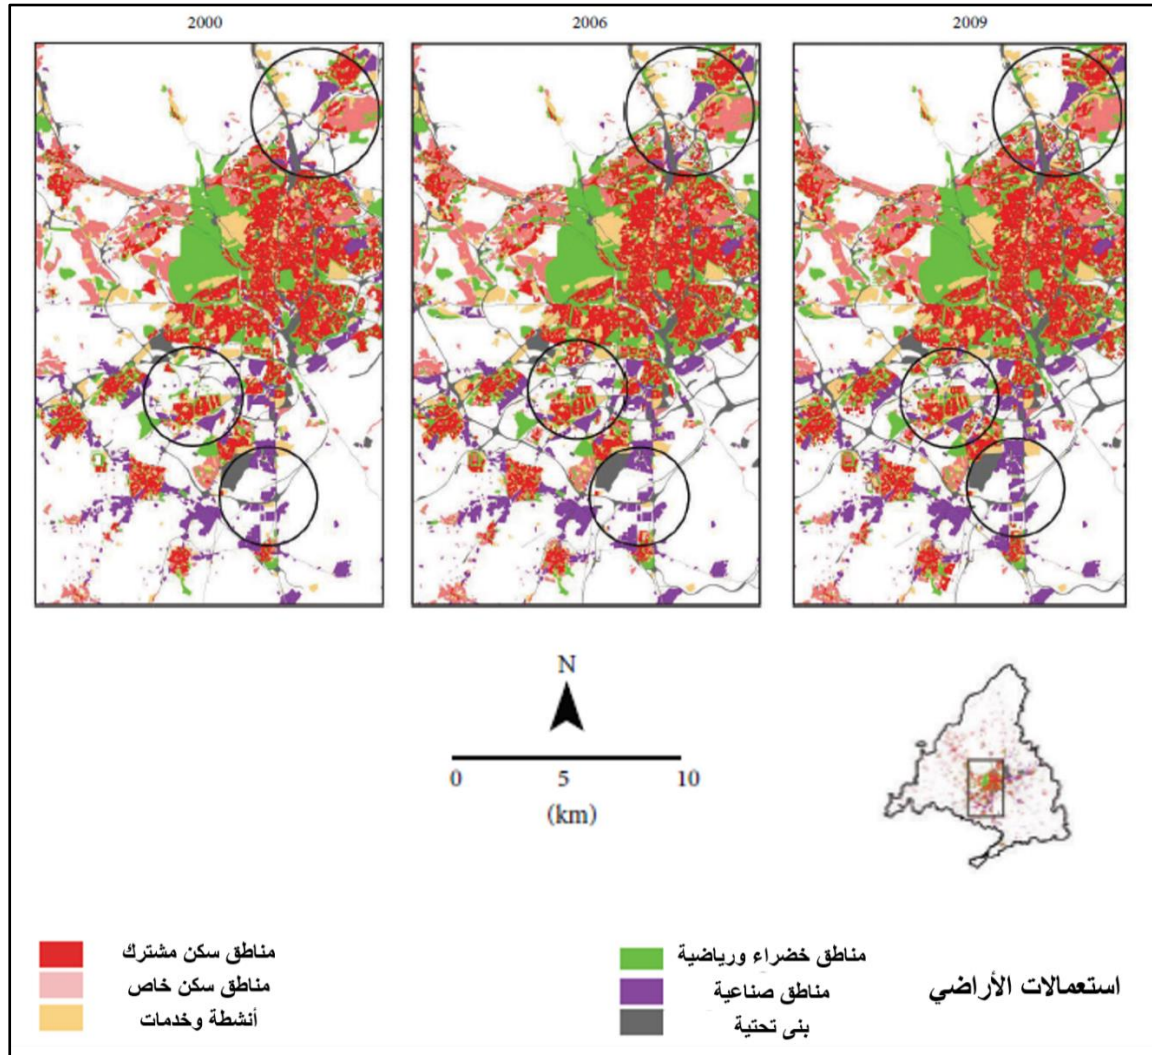 2000 2006 2009
N
0 5 10
(km)
استعمالات الأراضي
مناطق خضراء ورياضية
مناطق صناعية
بنى تحتية
مناطق سكن مشترك
مناطق سكن خاص
أنشطة وخدمات